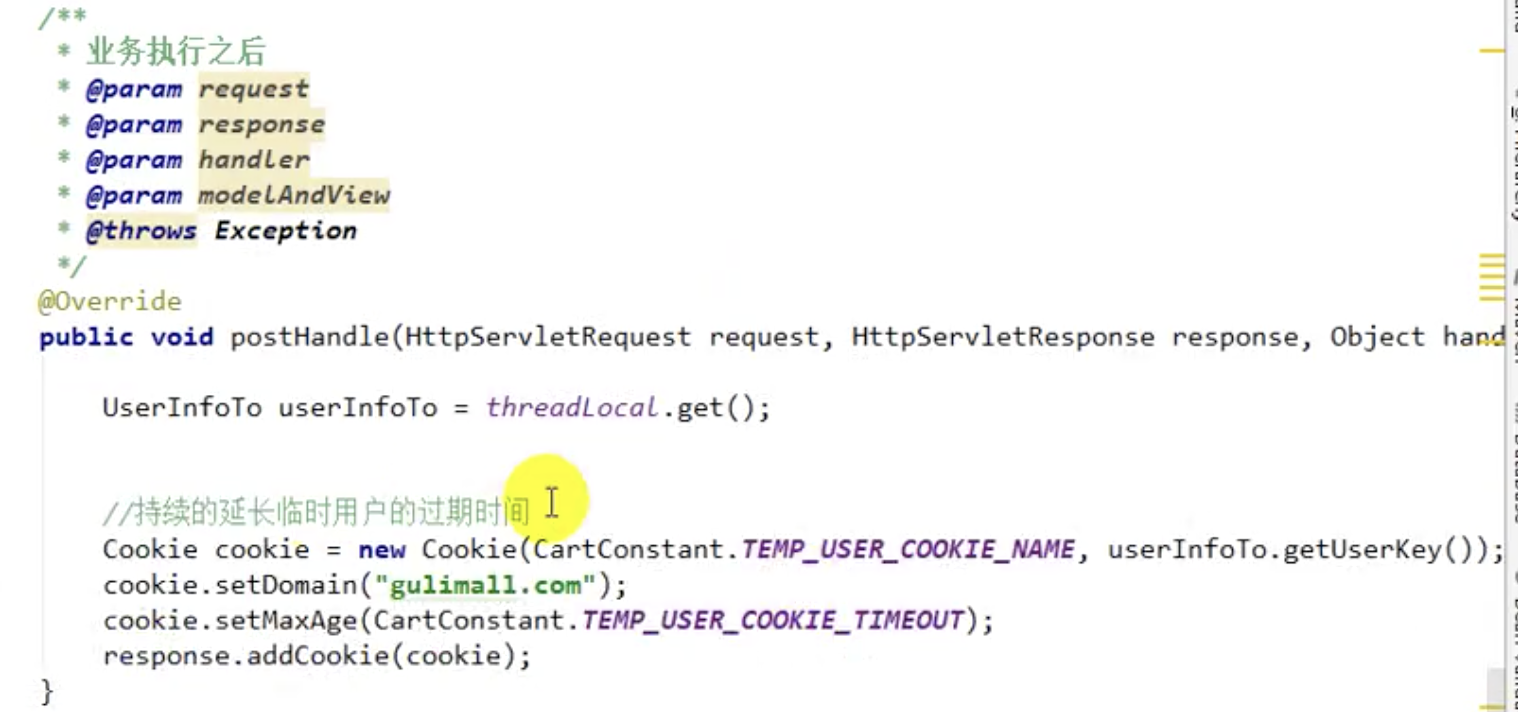 /**
* 业务执行之后
* @param request
* @param response
* @param handler
* @param modelAndView
* @throws Exception
*/
@Override
public void postHandle(HttpServletRequest request, HttpServletResponse response, Object hand
UserInfoTo userInfoTo = threadLocal.get();
//持续的延长临时用户的过期时间
Cookie cookie = new Cookie(CartConstant.TEMP_USER_COOKIE_NAME, userInfoTo.getUserKey());
cookie.setDomain("gulimall.com");
cookie.setMaxAge(CartConstant.TEMP_USER_COOKIE_TIMEOUT);
response.addCookie(cookie);
}